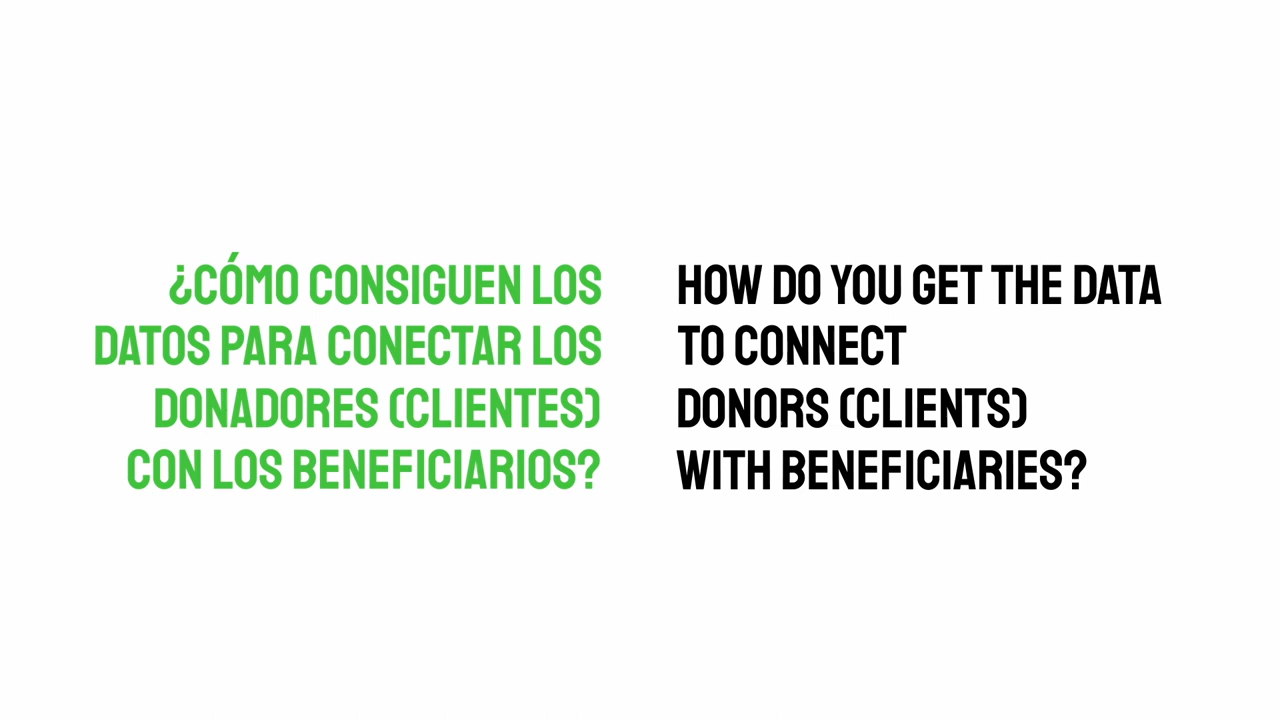 ¿CÓMO CONSIGUEN LOS
DATOS PARA CONECTAR LOS
DONADORES (CLIENTES)
CON LOS BENEFICIARIOS?
HOW DO YOU GET THE DATA
TO CONNECT
DONORS (CLIENTS)
WITH BENEFICIARIES?